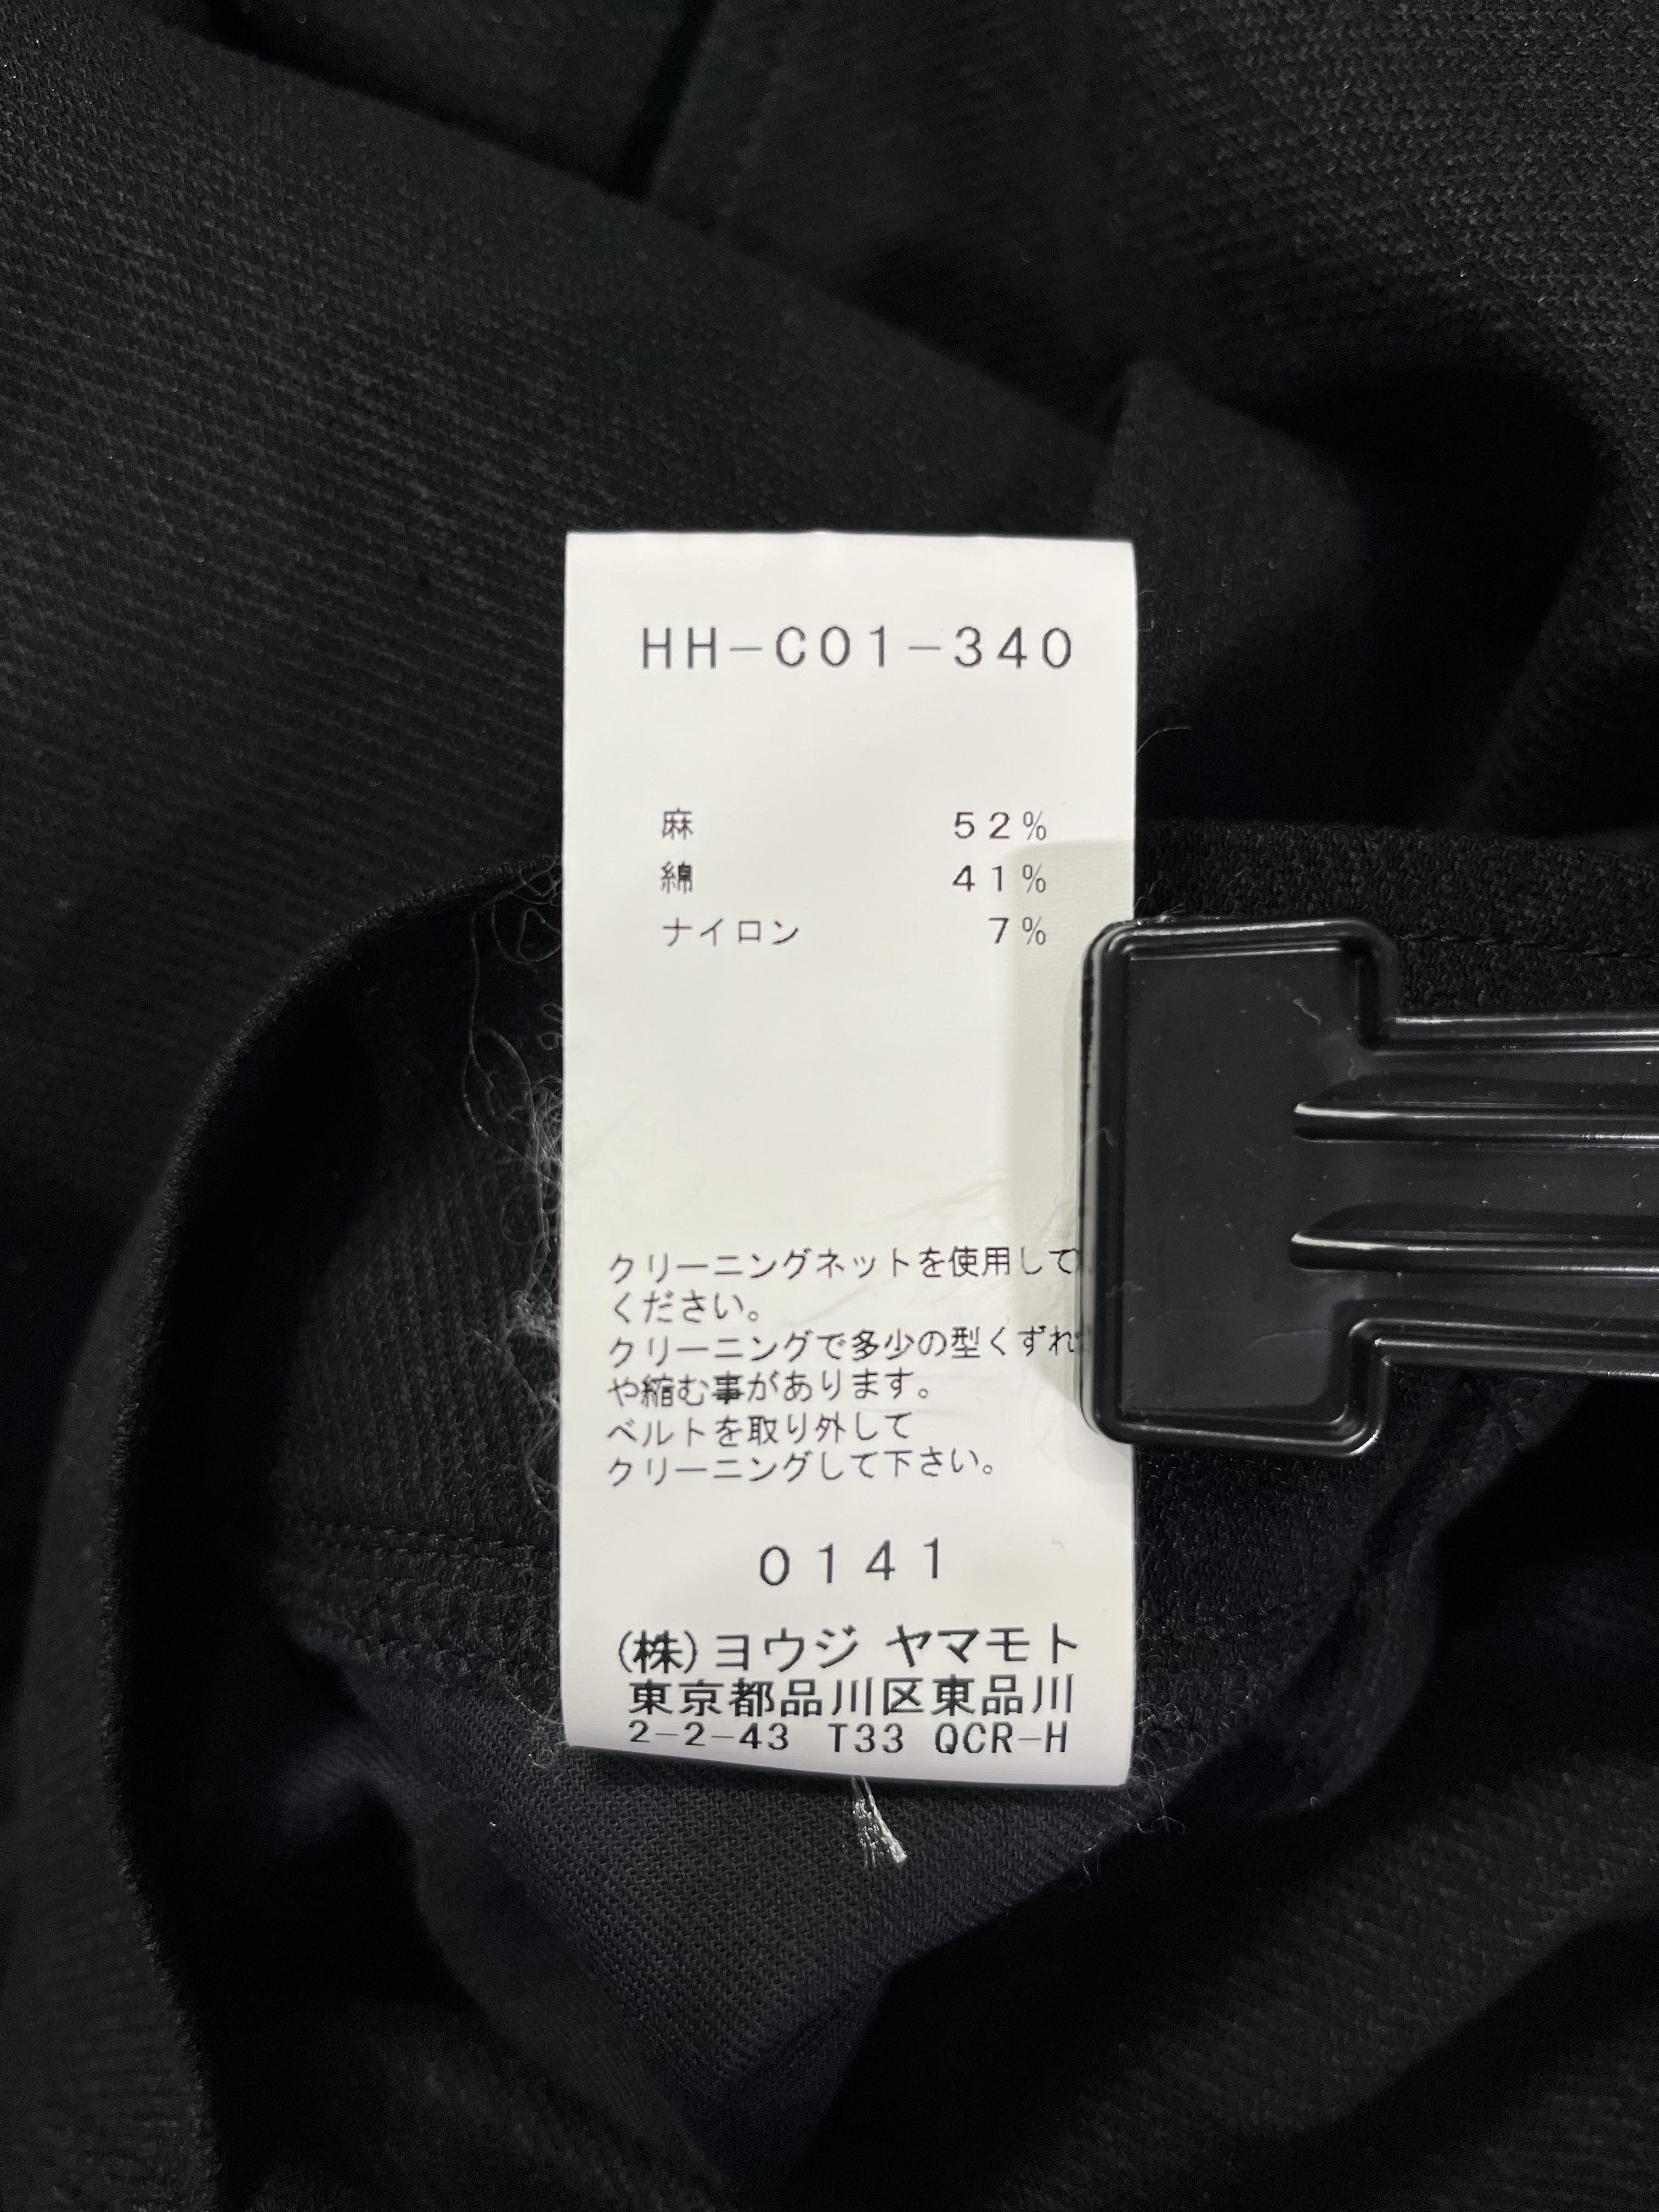 HH-C01-340
麻 52%
綿 41%
ナイロン 7%
クリーニングネットを使用して
ください。
クリーニングで多少の型くずれ
や縮む事があります。
ベルトを取り外して
クリーニングして下さい。
0141
(株)ヨウジ ヤマモト
東京都品川区東品川
2-2-43 T33 QCR-H